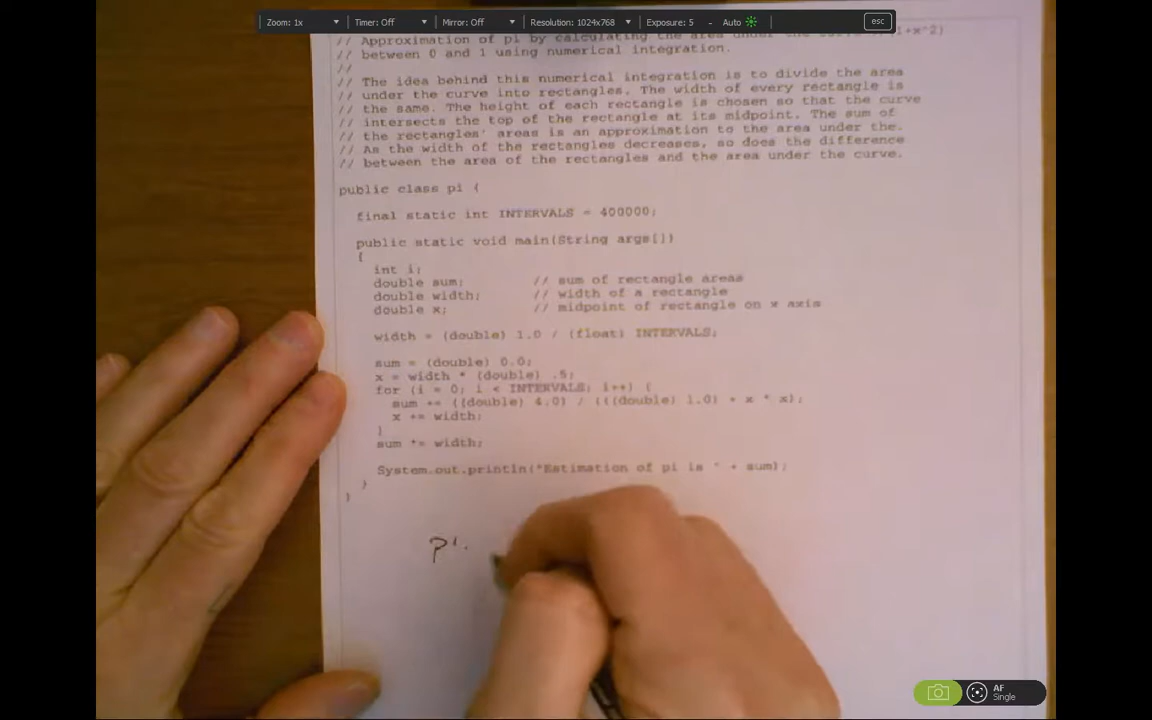 Zoom: 1x Timer: Off Mirror: Off Resolution: 1024x768 Exposure: 5 - Auto esc
// Approximation of pi by calculating the area under the curve 1+x^2)
// between 0 and 1 using numerical integration.
//
// The idea behind this numerical integration is to divide the area
// under the curve into rectangles. The width of every rectangle is
// the same. The height of each rectangle is chosen so that the curve
// intersects the top of the rectangle at its midpoint. The sum of
// the rectangles' areas is an approximation to the area under the.
// As the width of the rectangles decreases, so does the difference
// between the area of the rectangles and the area under the curve.
public class pi {
final static int INTERVALS = 400000;
public static void main(String args[])
{
int i;
double sum; // sum of rectangle areas
double width; // width of a rectangle
double x; // midpoint of rectangle on x axis
width = (double) 1.0 / (float) INTERVALS;
sum = (double) 0.0;
x = width * (double) .5;
for (i = 0; i < INTERVALS; i++) {
sum += ((double) 4.0) / (((double) 1.0) + x * x);
x += width;
}
sum *= width;
System.out.println("Estimation of pi is " + sum);
}
}
pi.
AF
Single